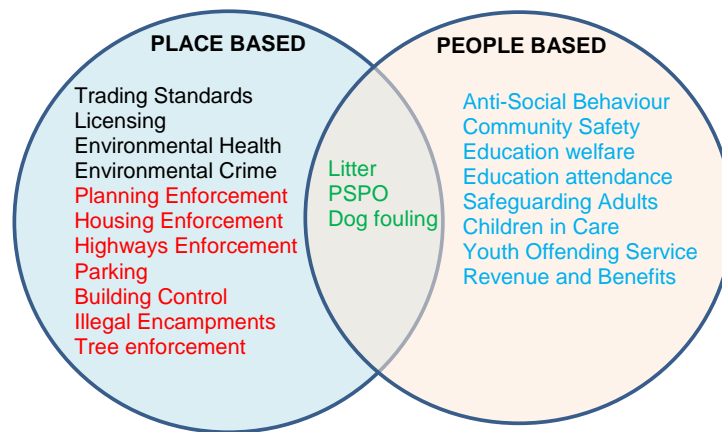 PLACE BASED
PEOPLE BASED
Trading Standards
Licensing
Environmental Health
Environmental Crime
Planning Enforcement
Housing Enforcement
Highways Enforcement
Parking
Building Control
Illegal Encampments
Tree enforcement
Litter
PSPO
Dog fouling
Anti-Social Behaviour
Community Safety
Education welfare
Education attendance
Safeguarding Adults
Children in Care
Youth Offending Service
Revenue and Benefits